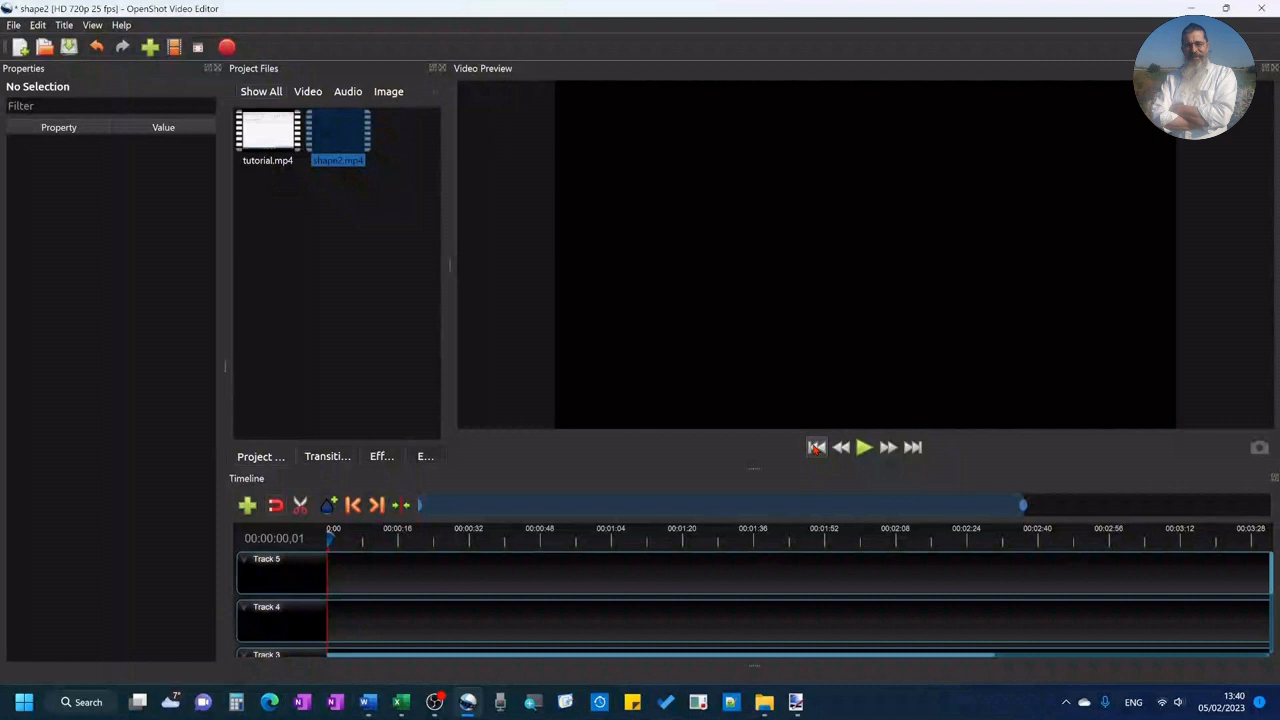 * shape2 [HD 720p 25 fps] - OpenShot Video Editor
File Edit Title View Help
Properties
Project Files
Video Preview
No Selection
Filter
Property Value
Show All Video Audio Image
tutorial.mp4 shape2.mp4
Project ... Transiti... Eff... E...
Timeline
0:00 00:00:16 00:00:32 00:00:48 00:01:04 00:01:20 00:01:36 00:01:52 00:02:08 00:02:24 00:02:40 00:02:56 00:03:12 00:03:28
00:00:00,01
Track 5
Track 4
Track 3
Search
7°
ENG
13:40
05/02/2023